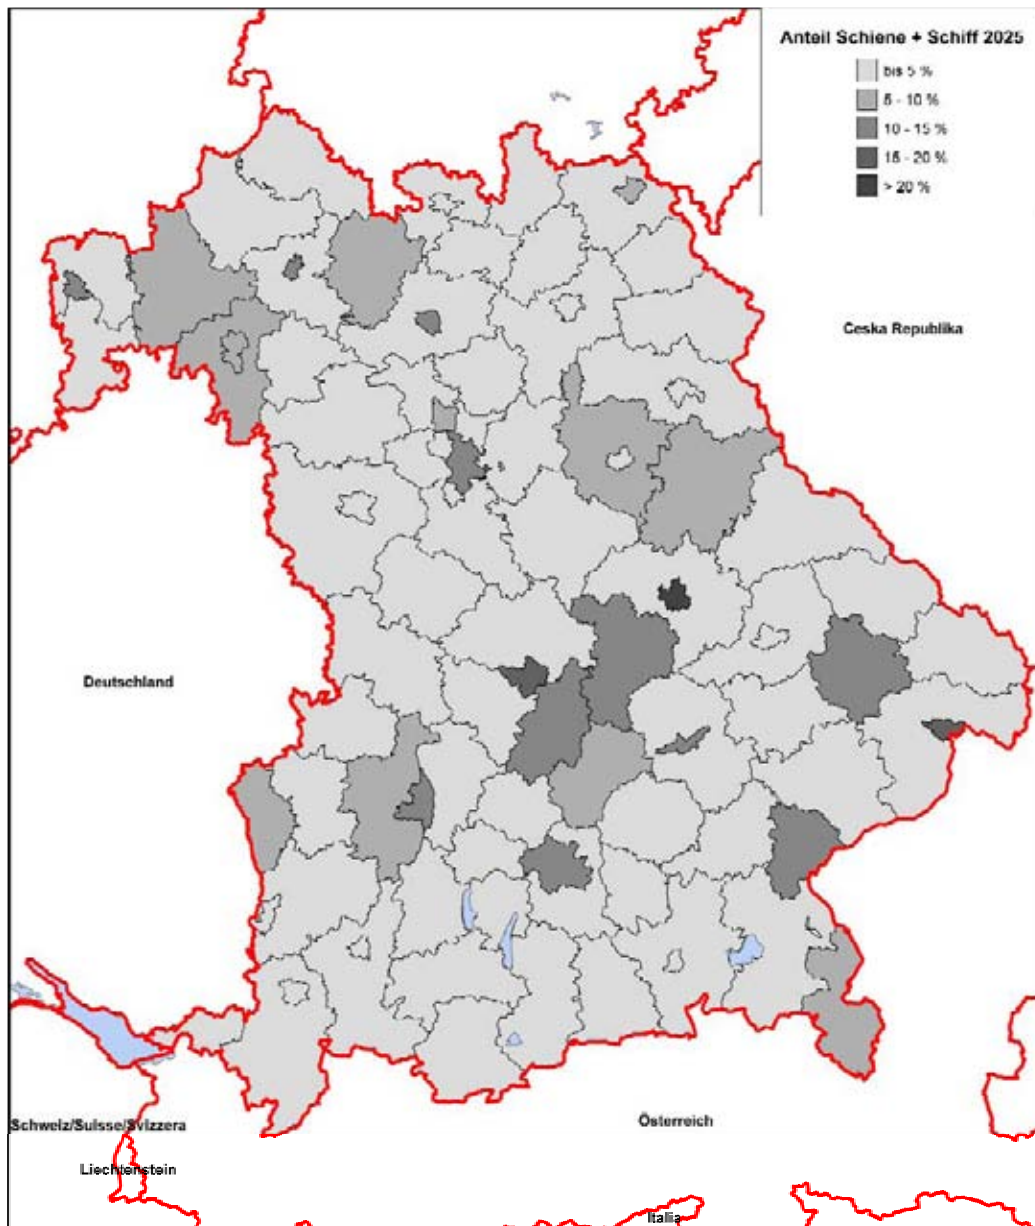 Anteil Schiene + Schiff 2025
bis 5 %
5 - 10 %
10 - 15 %
15 - 20 %
> 20 %
Ceska Republika
Deutschland
Schweiz/Suisse/Svizzera
Österreich
Liechtenstein
Italia